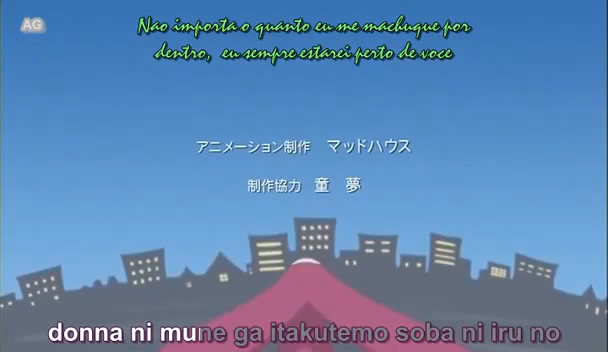 AG
Não importa o quanto eu me machuque por
dentro, eu sempre estarei perto de voce
アニメーション制作 マッドハウス
制作協力 童 夢
donna ni mune ga itakutemo soba ni iru no